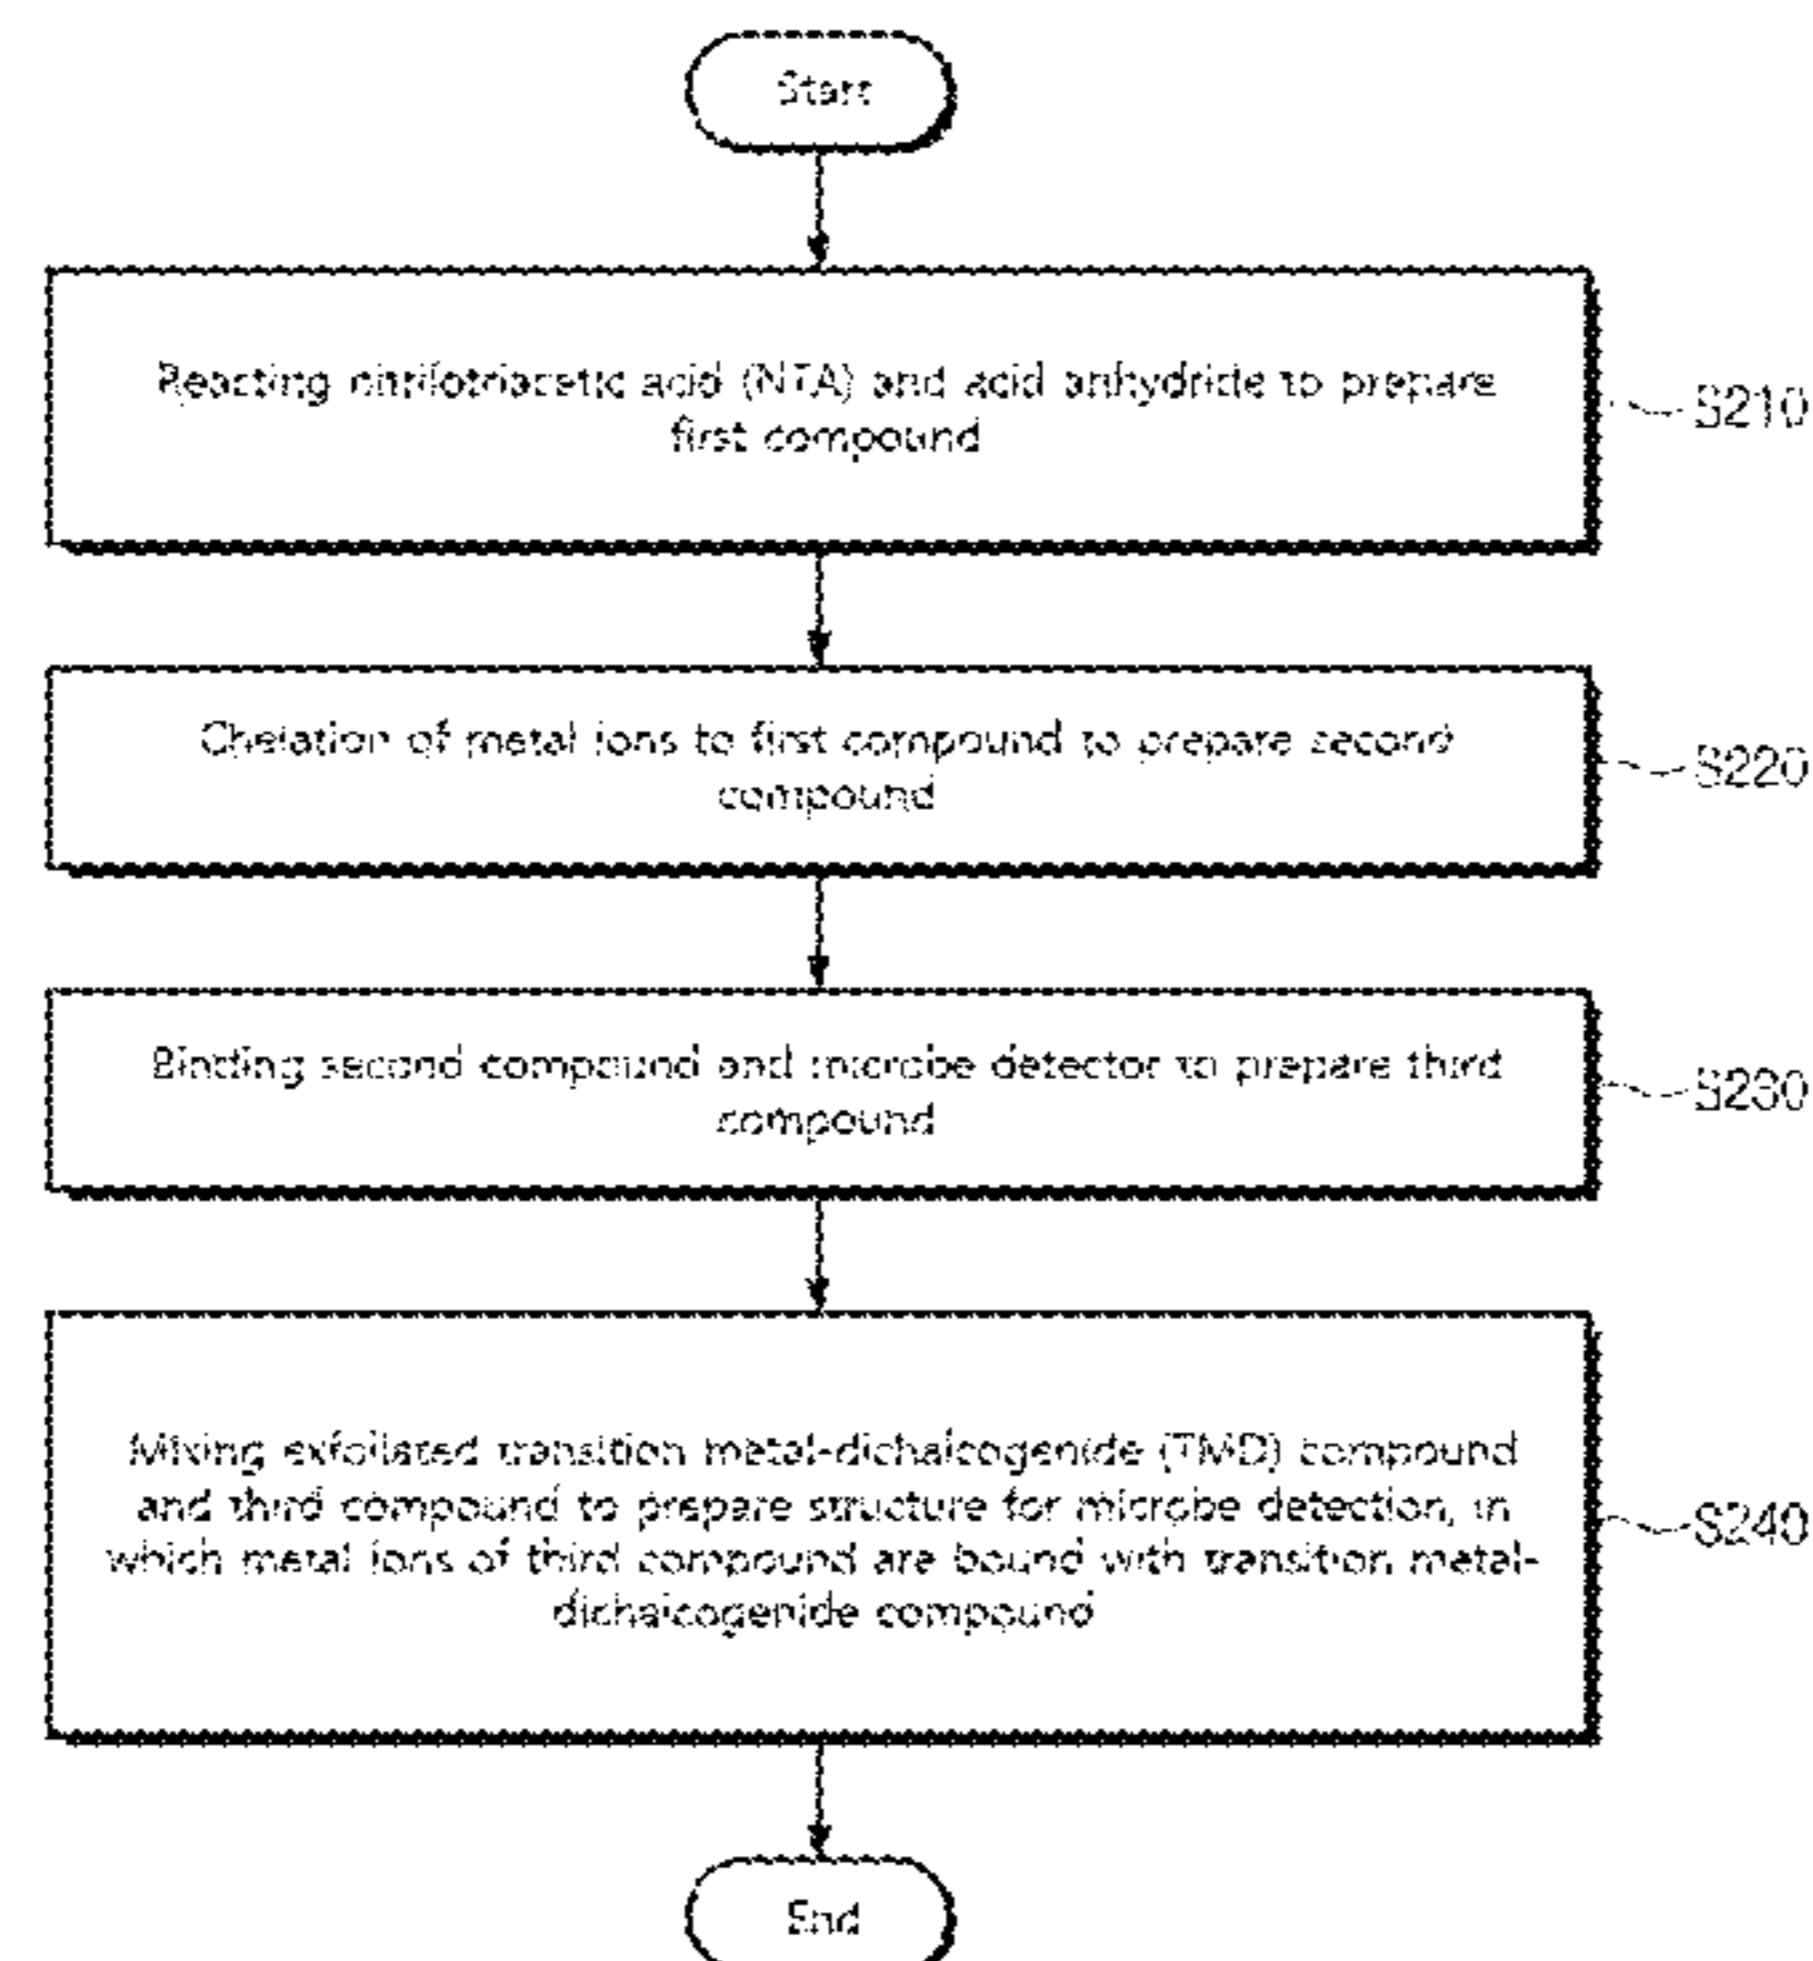 Start
Reacting nitrilotriacetic acid (NTA) and acid anhydride to prepare
first compound
S210
Chelation of metal ions to first compound to prepare second
compound
S220
Binding second compound and microbe detector to prepare third
compound
S230
Mixing exfoliated transition metal-dichalcogenide (TMD) compound
and third compound to prepare structure for microbe detection, in
which metal ions of third compound are bound with transition metal-
dichalcogenide compound
S240
End